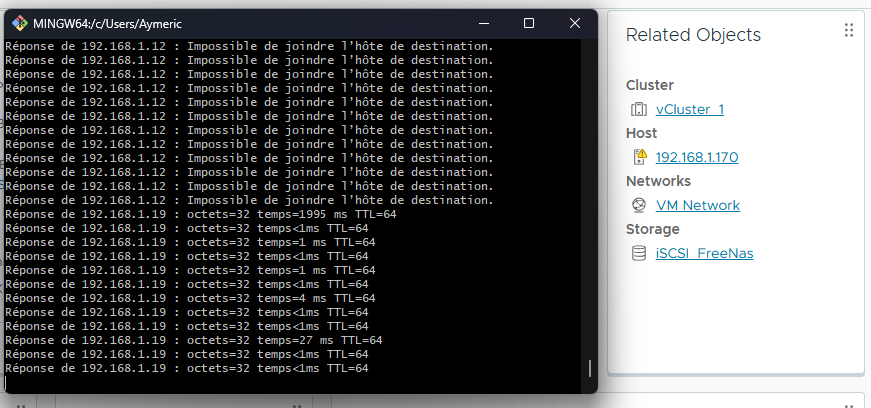 MINGW64:/c/Users/Aymeric
Réponse de 192.168.1.12 : Impossible de joindre l'hôte de destination.
Réponse de 192.168.1.12 : Impossible de joindre l'hôte de destination.
Réponse de 192.168.1.12 : Impossible de joindre l'hôte de destination.
Réponse de 192.168.1.12 : Impossible de joindre l'hôte de destination.
Réponse de 192.168.1.12 : Impossible de joindre l'hôte de destination.
Réponse de 192.168.1.12 : Impossible de joindre l'hôte de destination.
Réponse de 192.168.1.12 : Impossible de joindre l'hôte de destination.
Réponse de 192.168.1.12 : Impossible de joindre l'hôte de destination.
Réponse de 192.168.1.12 : Impossible de joindre l'hôte de destination.
Réponse de 192.168.1.12 : Impossible de joindre l'hôte de destination.
Réponse de 192.168.1.12 : Impossible de joindre l'hôte de destination.
Réponse de 192.168.1.12 : Impossible de joindre l'hôte de destination.
Réponse de 192.168.1.19 : octets=32 temps=1995 ms TTL=64
Réponse de 192.168.1.19 : octets=32 temps<1ms TTL=64
Réponse de 192.168.1.19 : octets=32 temps=1 ms TTL=64
Réponse de 192.168.1.19 : octets=32 temps<1ms TTL=64
Réponse de 192.168.1.19 : octets=32 temps=1 ms TTL=64
Réponse de 192.168.1.19 : octets=32 temps<1ms TTL=64
Réponse de 192.168.1.19 : octets=32 temps=4 ms TTL=64
Réponse de 192.168.1.19 : octets=32 temps<1ms TTL=64
Réponse de 192.168.1.19 : octets=32 temps<1ms TTL=64
Réponse de 192.168.1.19 : octets=32 temps=27 ms TTL=64
Réponse de 192.168.1.19 : octets=32 temps<1ms TTL=64
Réponse de 192.168.1.19 : octets=32 temps<1ms TTL=64
Related Objects
Cluster
vCluster_1
Host
192.168.1.170
Networks
VM Network
Storage
iSCSI_FreeNas